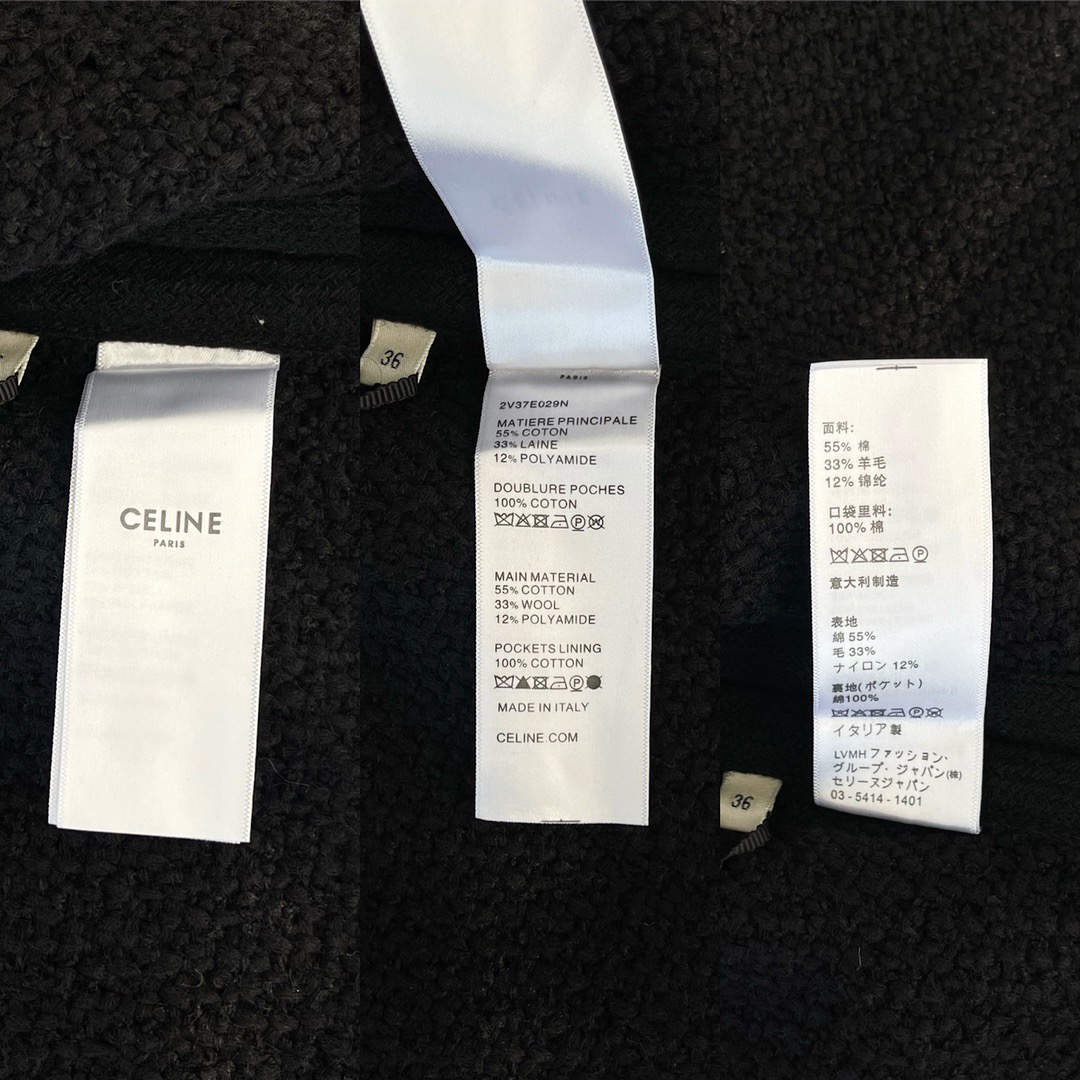 CELINE
PARIS
36
PARIS
2V37E029N
MATIERE PRINCIPALE
55% COTON
33% LAINE
12% POLYAMIDE
DOUBLURE POCHES
100% COTON
MAIN MATERIAL
55% COTTON
33% WOOL
12% POLYAMIDE
POCKETS LINING
100% COTTON
MADE IN ITALY
CELINE.COM
面料:
55% 棉
33% 羊毛
12% 锦纶
口袋里料:
100% 棉
意大利制造
表地
綿 55%
毛 33%
ナイロン 12%
裏地(ポケット)
綿100%
イタリア製
LVMH ファッション・
グループ・ジャパン(株)
セリーヌジャパン
03-5414-1401
36